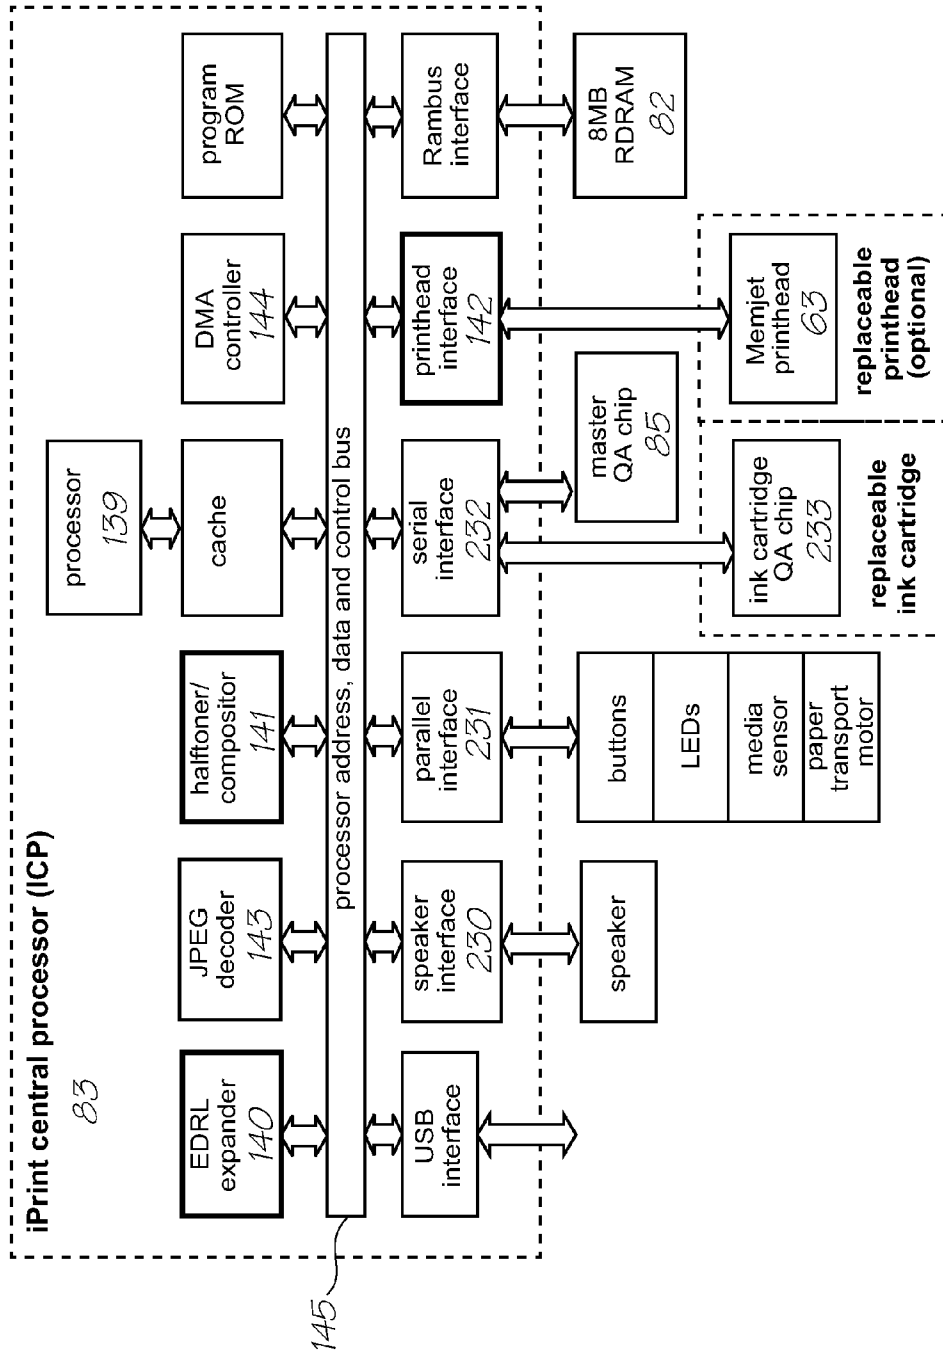 iPrint central processor (ICP)
83
processor
139
EDRL
expander
140
JPEG
decoder
143
halftoner/
compositor
141
cache
DMA
controller
144
program
ROM
145
processor address, data and control bus
USB
interface
speaker
interface
230
parallel
interface
231
serial
interface
232
printhead
interface
142
Rambus
interface
speaker
buttons
LEDs
media
sensor
paper
transport
motor
master
QA chip
85
8MB
RDRAM
82
ink cartridge
QA chip
233
replaceable
ink cartridge
Memjet
printhead
63
replaceable
printhead
(optional)